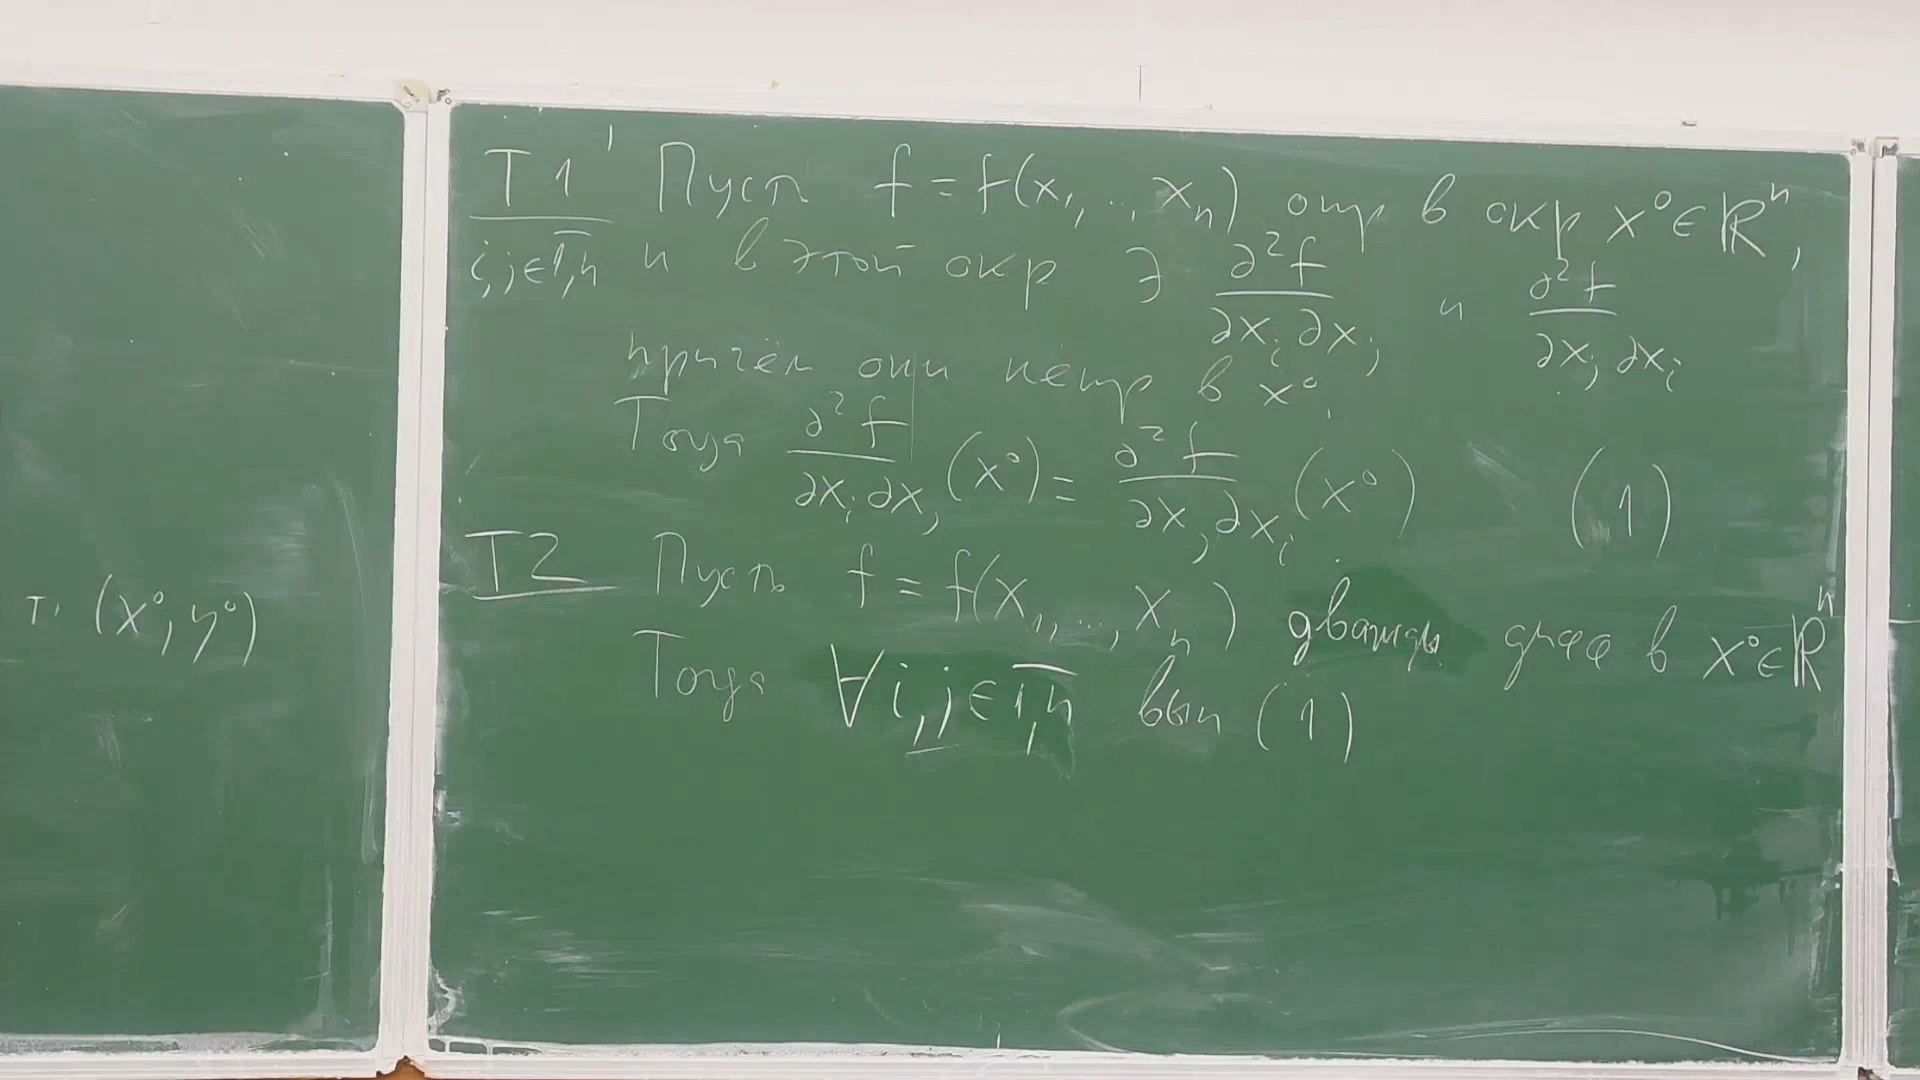 т. (x⁰, y⁰)
T1' Пусть f = f(x₁, .., xₙ) опр в окр x⁰ ∈ ℝⁿ,
i,j ∈ 1,n̅ и в этой окр ∃ ∂²f/∂xᵢ∂xⱼ и ∂²f/∂xⱼ∂xᵢ
причём они непр в x⁰.
Тогда ∂²f/∂xᵢ∂xⱼ (x⁰) = ∂²f/∂xⱼ∂xᵢ (x⁰) (1)
T2 Пусть f = f(x₁, ..., xₙ) дважды дифф в x⁰ ∈ ℝⁿ
Тогда ∀ i,j ∈ 1,n̅ вып (1)